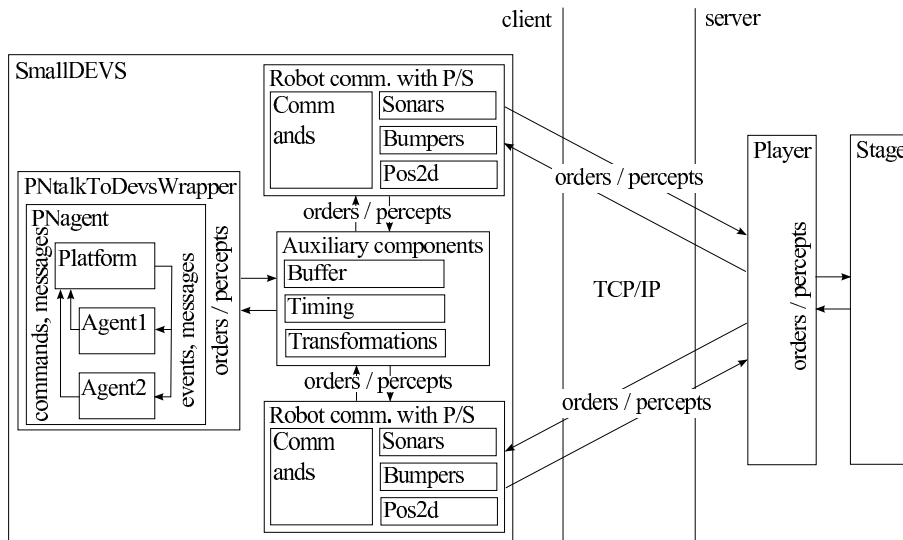 client
server
SmallDEVS
Robot comm. with P/S
Comm
ands
Sonars
Bumpers
Pos2d
orders / percepts
PNtalkToDevsWrapper
PNagent
Platform
Agent1
Agent2
commands, messages
events, messages
orders / percepts
Auxiliary components
Buffer
Timing
Transformations
orders / percepts
Robot comm. with P/S
Comm
ands
Sonars
Bumpers
Pos2d
orders / percepts
TCP/IP
orders / percepts
Player
orders / percepts
Stage